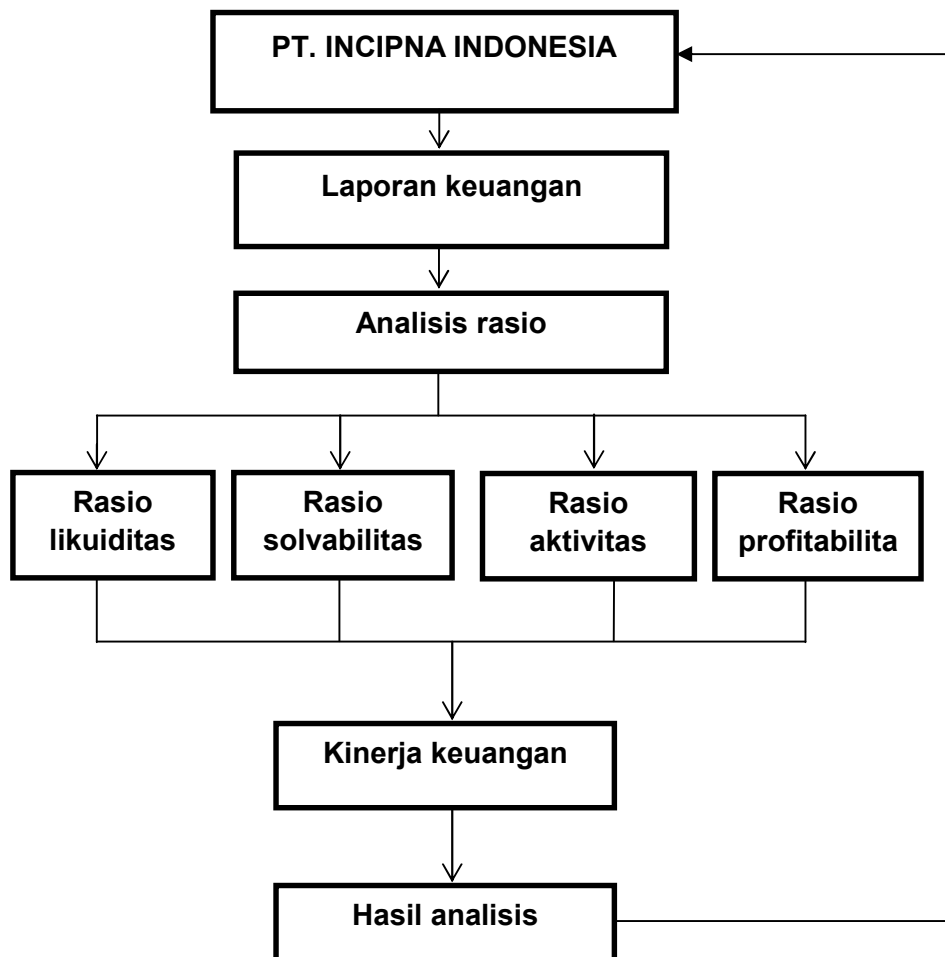 PT. INCIPNA INDONESIA
Laporan keuangan
Analisis rasio
Rasio
likuiditas
Rasio
solvabilitas
Rasio
aktivitas
Rasio
profitabilita
Kinerja keuangan
Hasil analisis